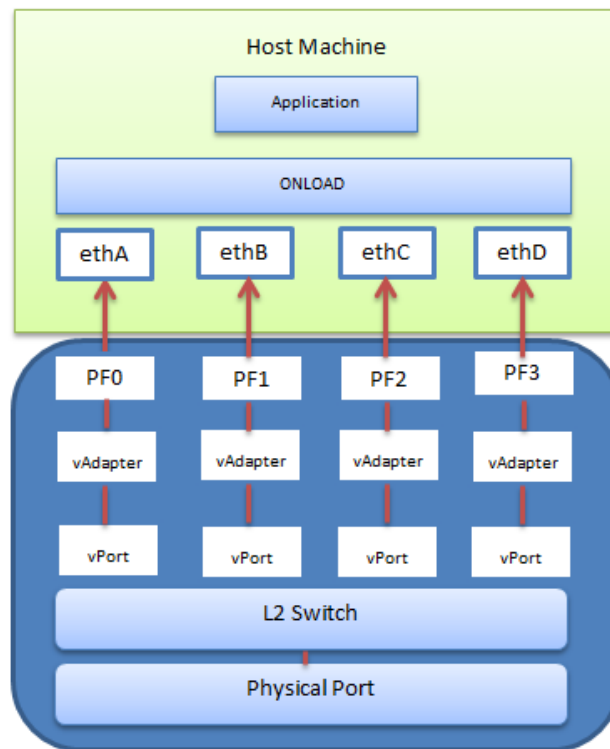 Host Machine
Application
ONLOAD
ethA ethB ethC ethD
PF0 PF1 PF2 PF3
vAdapter vAdapter vAdapter vAdapter
vPort vPort vPort vPort
L2 Switch
Physical Port